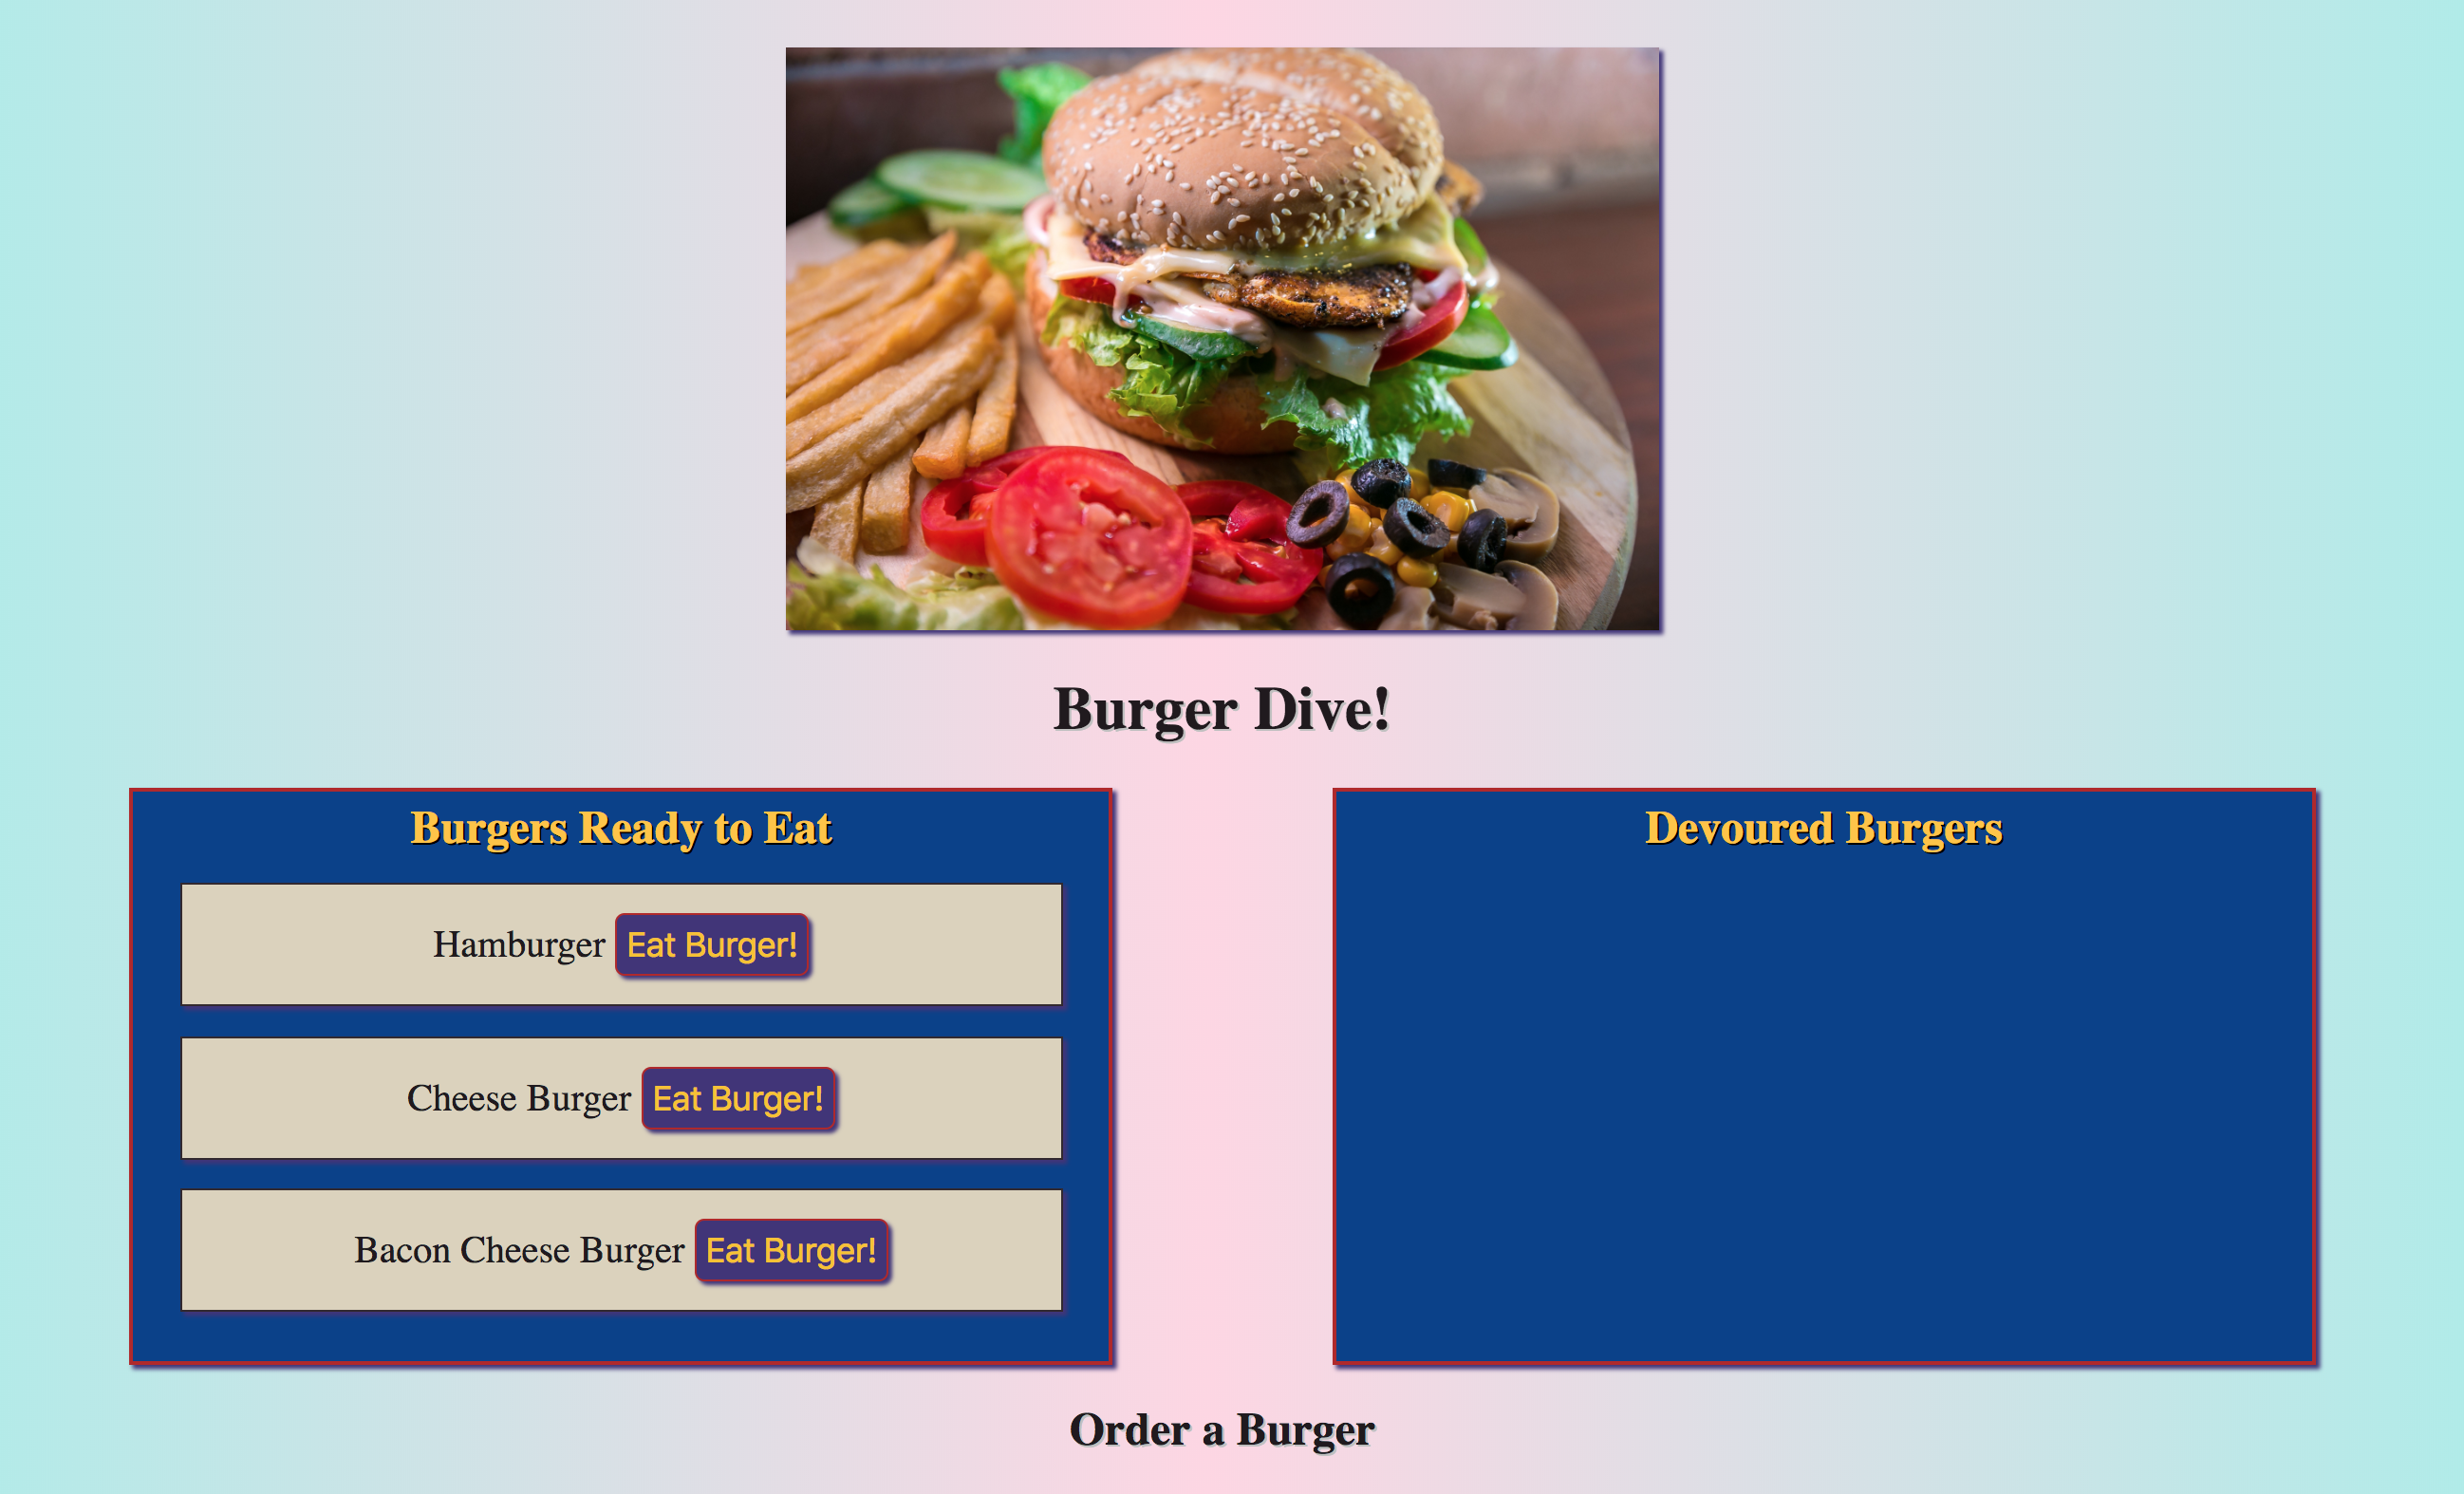 Burger Dive!
Burgers Ready to Eat
Hamburger Eat Burger!
Cheese Burger Eat Burger!
Bacon Cheese Burger Eat Burger!
Devoured Burgers
Order a Burger